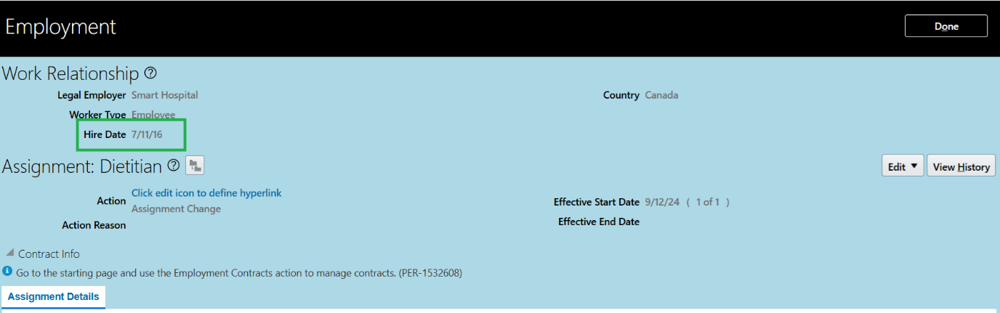 Employment
Done
Work Relationship ?
Legal Employer Smart Hospital
Country Canada
Worker Type Employee
Hire Date 7/11/16
Assignment: Dietitian ?
Edit ▼ View History
Action Click edit icon to define hyperlink
Assignment Change
Effective Start Date 9/12/24 ( 1 of 1 )
Action Reason
Effective End Date
Contract Info
Go to the starting page and use the Employment Contracts action to manage contracts. (PER-1532608)
Assignment Details